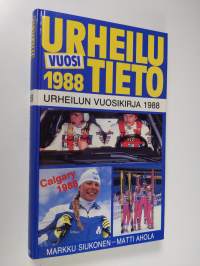 URHEILU
VUOSI
1988 TIETO
URHEILUN VUOSIKIRJA 1988
Calgary
1988
MARKKU SIUKONEN – MATTI AHOLA